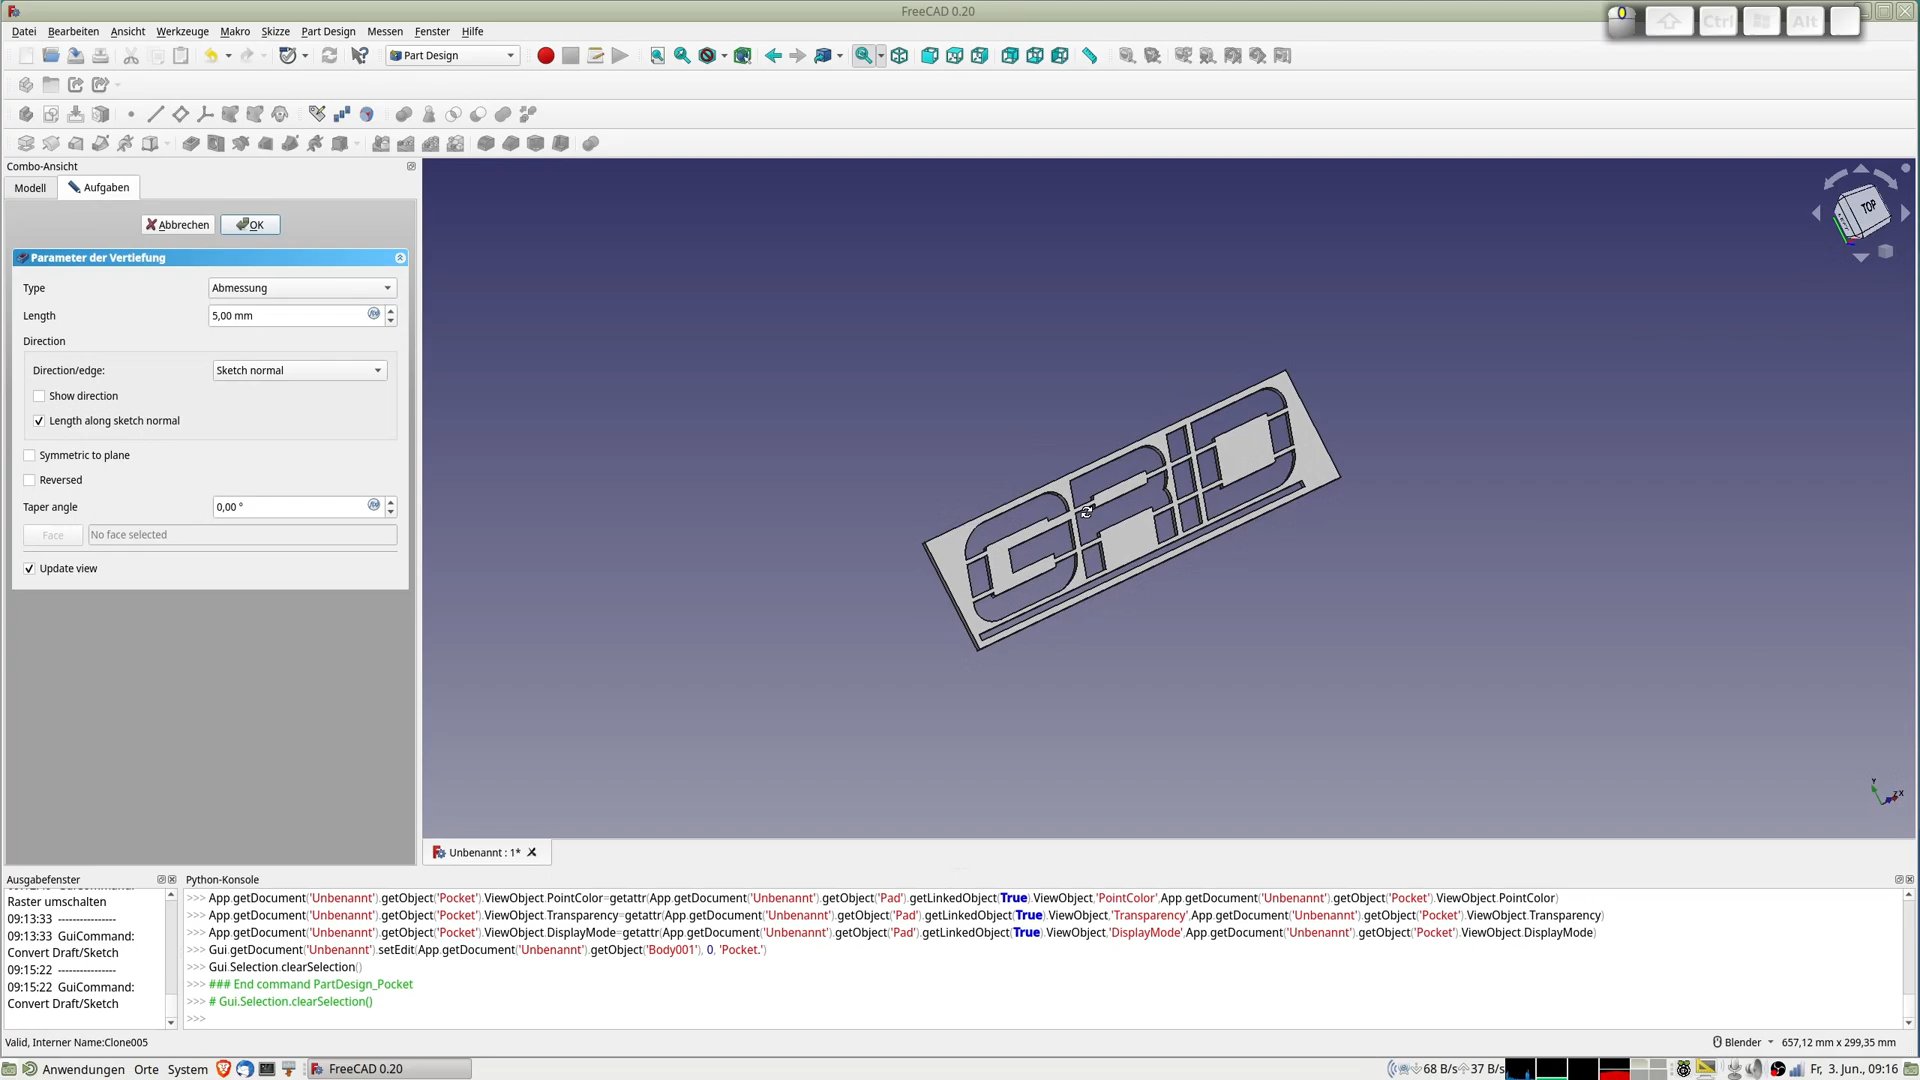 FreeCAD 0.20
Ctrl
Alt
Datei Bearbeiten Ansicht Werkzeuge Makro Skizze Part Design Messen Fenster Hilfe
Part Design
Combo-Ansicht
Modell Aufgaben
Abbrechen OK
Parameter der Vertiefung
Type Abmessung
Length 5,00 mm
Direction
Direction/edge: Sketch normal
Show direction
Length along sketch normal
Symmetric to plane
Reversed
Taper angle 0,00 °
Face No face selected
Update view
TOP
Unbenannt : 1*
Ausgabefenster
Raster umschalten
09:13:33 ----------------
09:13:33 GuiCommand:
Convert Draft/Sketch
09:15:22 ----------------
09:15:22 GuiCommand:
Convert Draft/Sketch
Python-Konsole
>>> App.getDocument('Unbenannt').getObject('Pocket').ViewObject.PointColor=getattr(App.getDocument('Unbenannt').getObject('Pad').getLinkedObject(True).ViewObject,'PointColor',App.getDocument('Unbenannt').getObject('Pocket').ViewObject.PointColor)
>>> App.getDocument('Unbenannt').getObject('Pocket').ViewObject.Transparency=getattr(App.getDocument('Unbenannt').getObject('Pad').getLinkedObject(True).ViewObject,'Transparency',App.getDocument('Unbenannt').getObject('Pocket').ViewObject.Transparency)
>>> App.getDocument('Unbenannt').getObject('Pocket').ViewObject.DisplayMode=getattr(App.getDocument('Unbenannt').getObject('Pad').getLinkedObject(True).ViewObject,'DisplayMode',App.getDocument('Unbenannt').getObject('Pocket').ViewObject.DisplayMode)
>>> Gui.getDocument('Unbenannt').setEdit(App.getDocument('Unbenannt').getObject('Body001'), 0, 'Pocket.')
>>> Gui.Selection.clearSelection()
>>> ### End command PartDesign_Pocket
>>> # Gui.Selection.clearSelection()
>>>
Valid, Interner Name:Clone005
Blender 657,12 mm x 299,35 mm
Anwendungen Orte System FreeCAD 0.20 68 B/s 37 B/s Fr, 3. Jun., 09:16